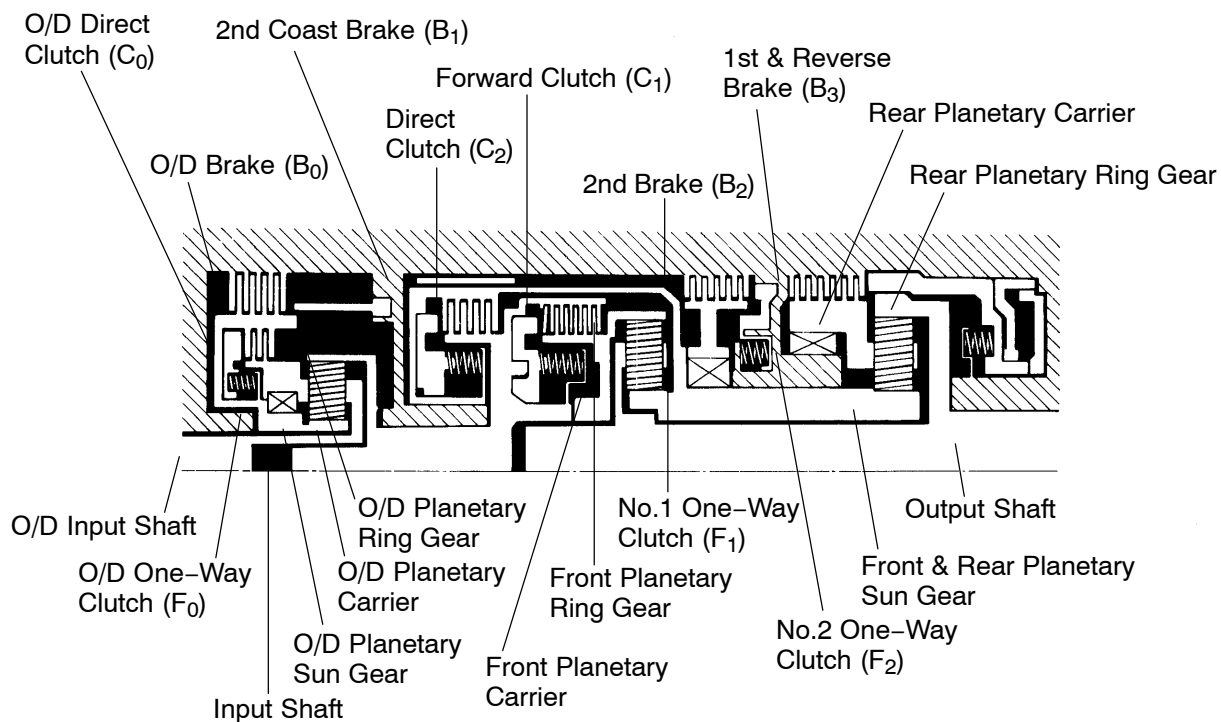 O/D Direct
Clutch (C0)
2nd Coast Brake (B1)
Forward Clutch (C1)
1st & Reverse
Brake (B3)
Direct
Clutch (C2)
Rear Planetary Carrier
O/D Brake (B0)
2nd Brake (B2)
Rear Planetary Ring Gear
O/D Input Shaft
O/D One−Way
Clutch (F0)
O/D Planetary
Ring Gear
O/D Planetary
Carrier
O/D Planetary
Sun Gear
Input Shaft
No.1 One−Way
Clutch (F1)
Front Planetary
Ring Gear
Front Planetary
Carrier
Output Shaft
Front & Rear Planetary
Sun Gear
No.2 One−Way
Clutch (F2)